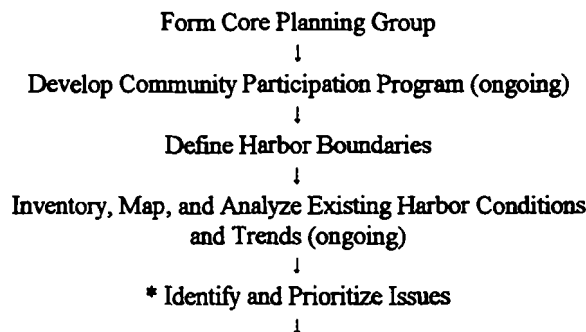 Form Core Planning Group
↓
Develop Community Participation Program (ongoing)
↓
Define Harbor Boundaries
↓
Inventory, Map, and Analyze Existing Harbor Conditions
and Trends (ongoing)
↓
* Identify and Prioritize Issues
↓